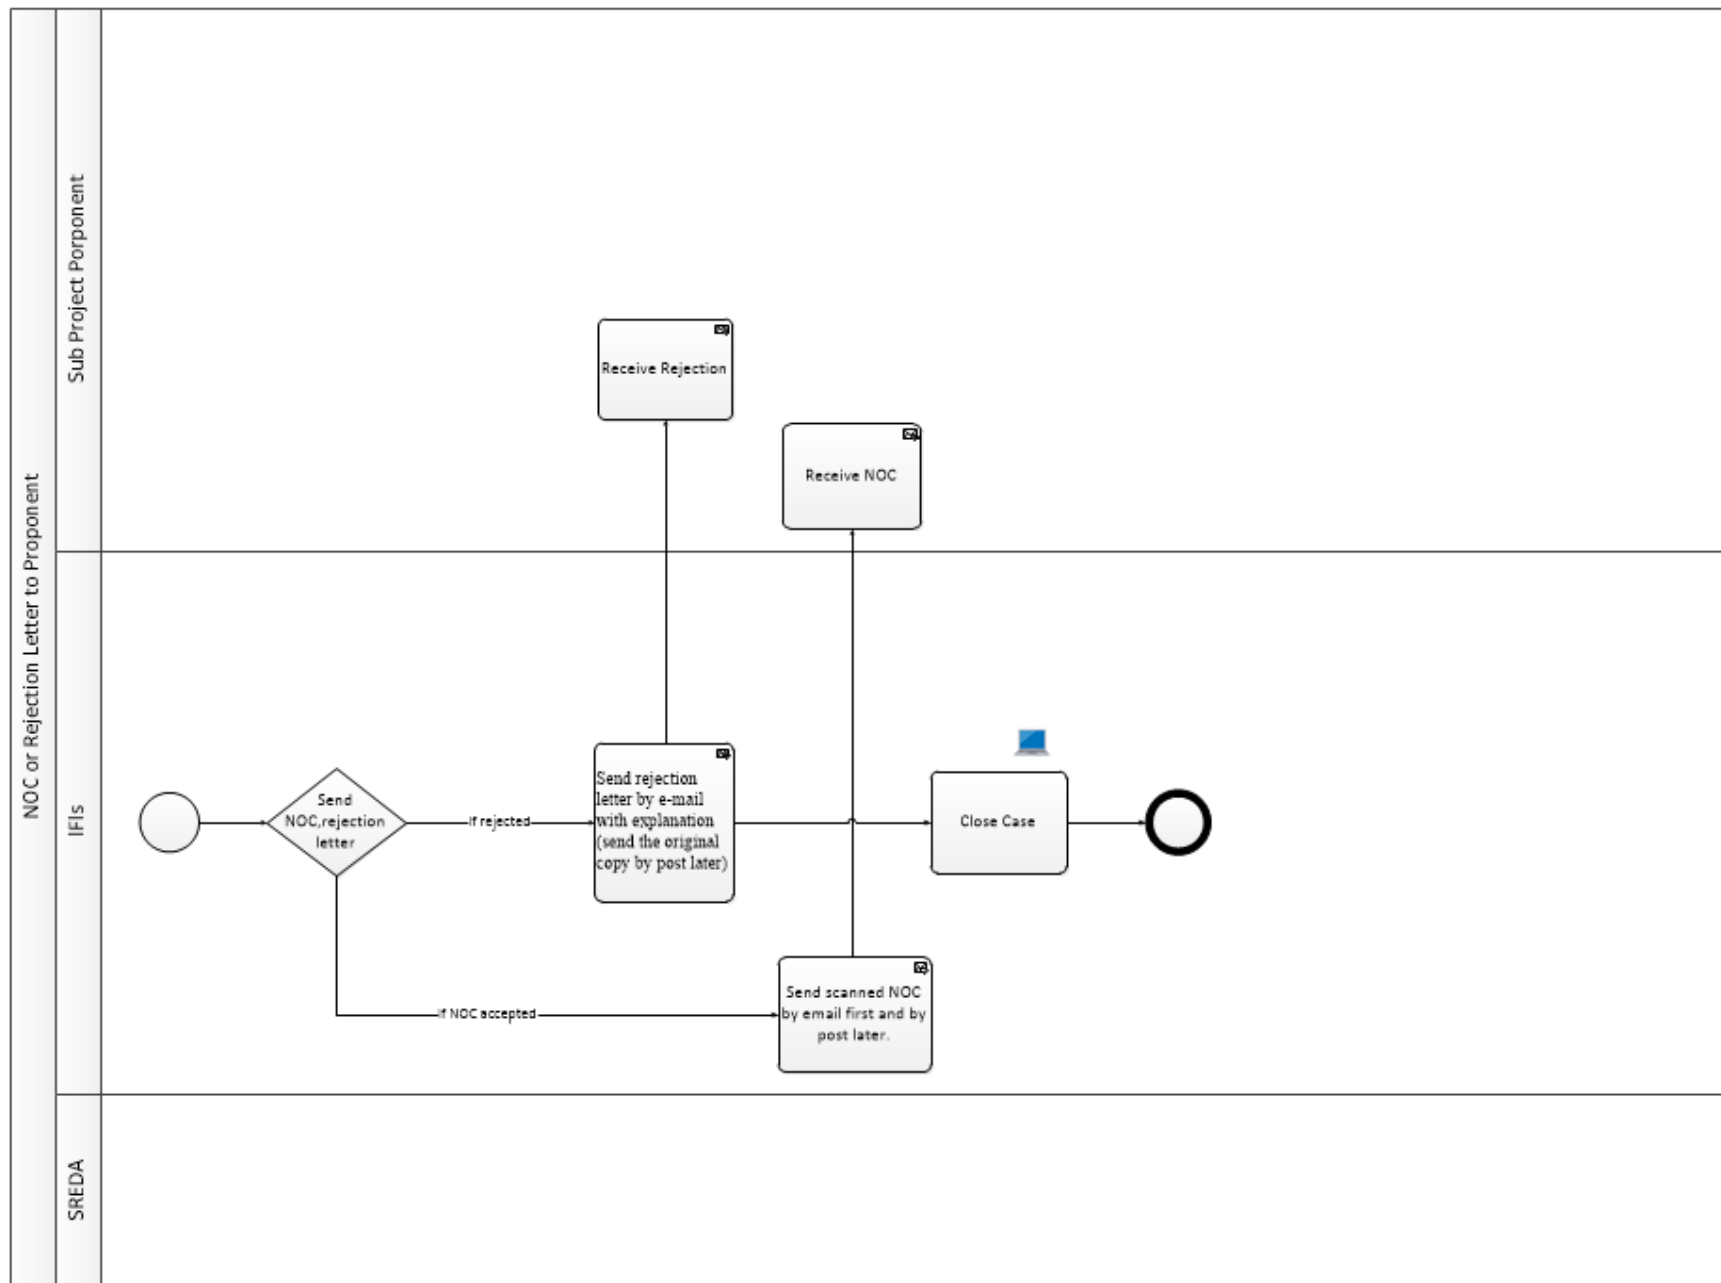 NOC or Rejection Letter to Proponent
Sub Project Porponent
Receive Rejection
Receive NOC
IFIs
Send
NOC,rejection
letter
If rejected
Send rejection
letter by e-mail
with explanation
(send the original
copy by post later)
Close Case
If NOC accepted
Send scanned NOC
by email first and by
post later.
SREDA